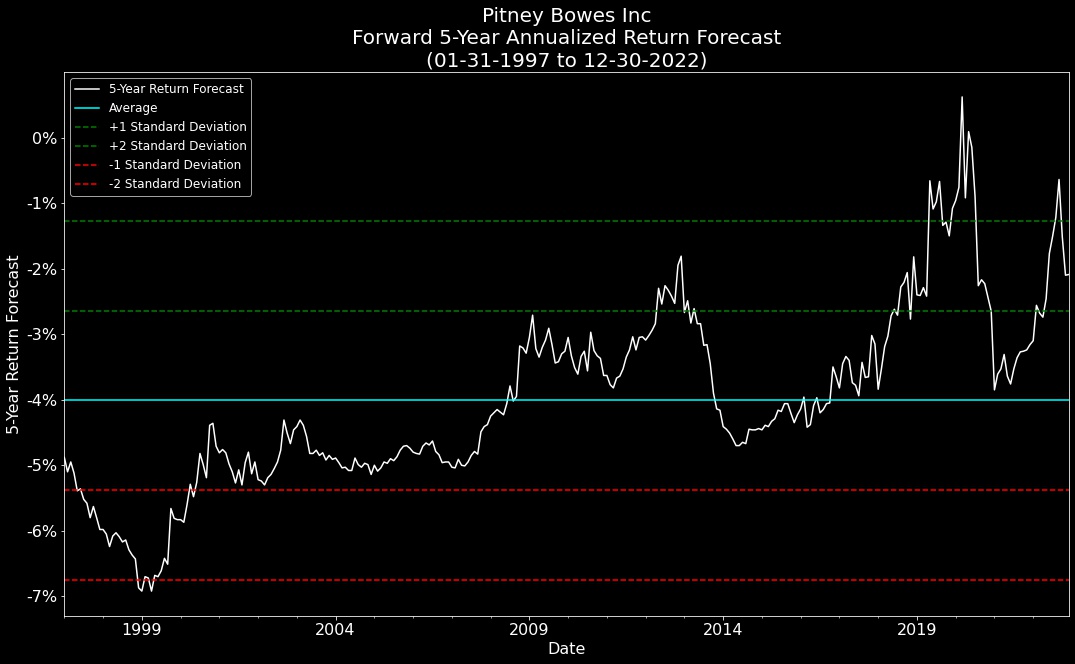 Pitney Bowes Inc
Forward 5-Year Annualized Return Forecast
(01-31-1997 to 12-30-2022)
5-Year Return Forecast
Average
+1 Standard Deviation
+2 Standard Deviation
-1 Standard Deviation
-2 Standard Deviation
0%
-1%
-2%
-3%
-4%
-5%
-6%
-7%
5-Year Return Forecast
1999
2004
2009
2014
2019
Date